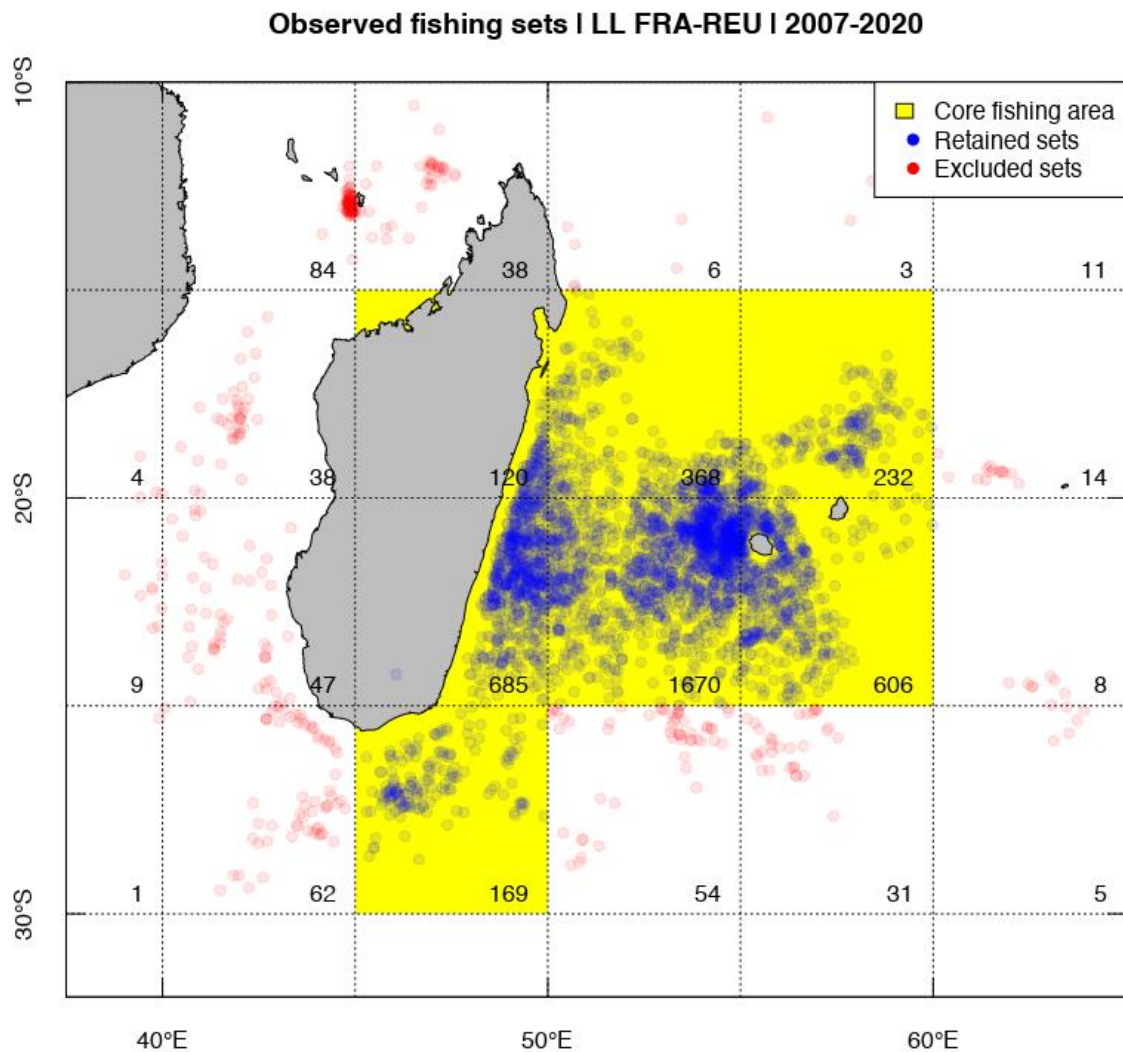 Observed fishing sets | LL FRA-REU | 2007-2020
10°S
Core fishing area
Retained sets
Excluded sets
84 38 6 3 11
20°S
4 38 120 368 232 14
9 47 685 1670 606 8
30°S
1 62 169 54 31 5
40°E 50°E 60°E